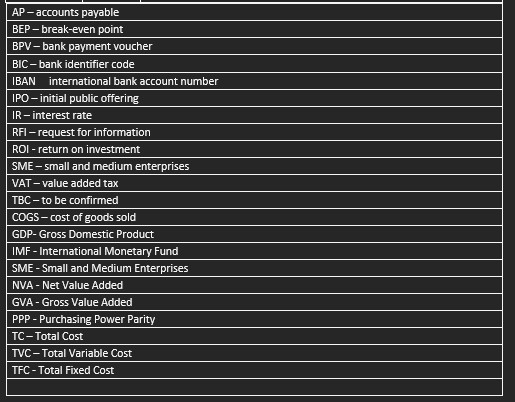 AP – accounts payable
BEP – break-even point
BPV – bank payment voucher
BIC – bank identifier code
IBAN international bank account number
IPO – initial public offering
IR – interest rate
RFI – request for information
ROI - return on investment
SME – small and medium enterprises
VAT – value added tax
TBC – to be confirmed
COGS – cost of goods sold
GDP- Gross Domestic Product
IMF - International Monetary Fund
SME - Small and Medium Enterprises
NVA - Net Value Added
GVA - Gross Value Added
PPP - Purchasing Power Parity
TC – Total Cost
TVC – Total Variable Cost
TFC - Total Fixed Cost